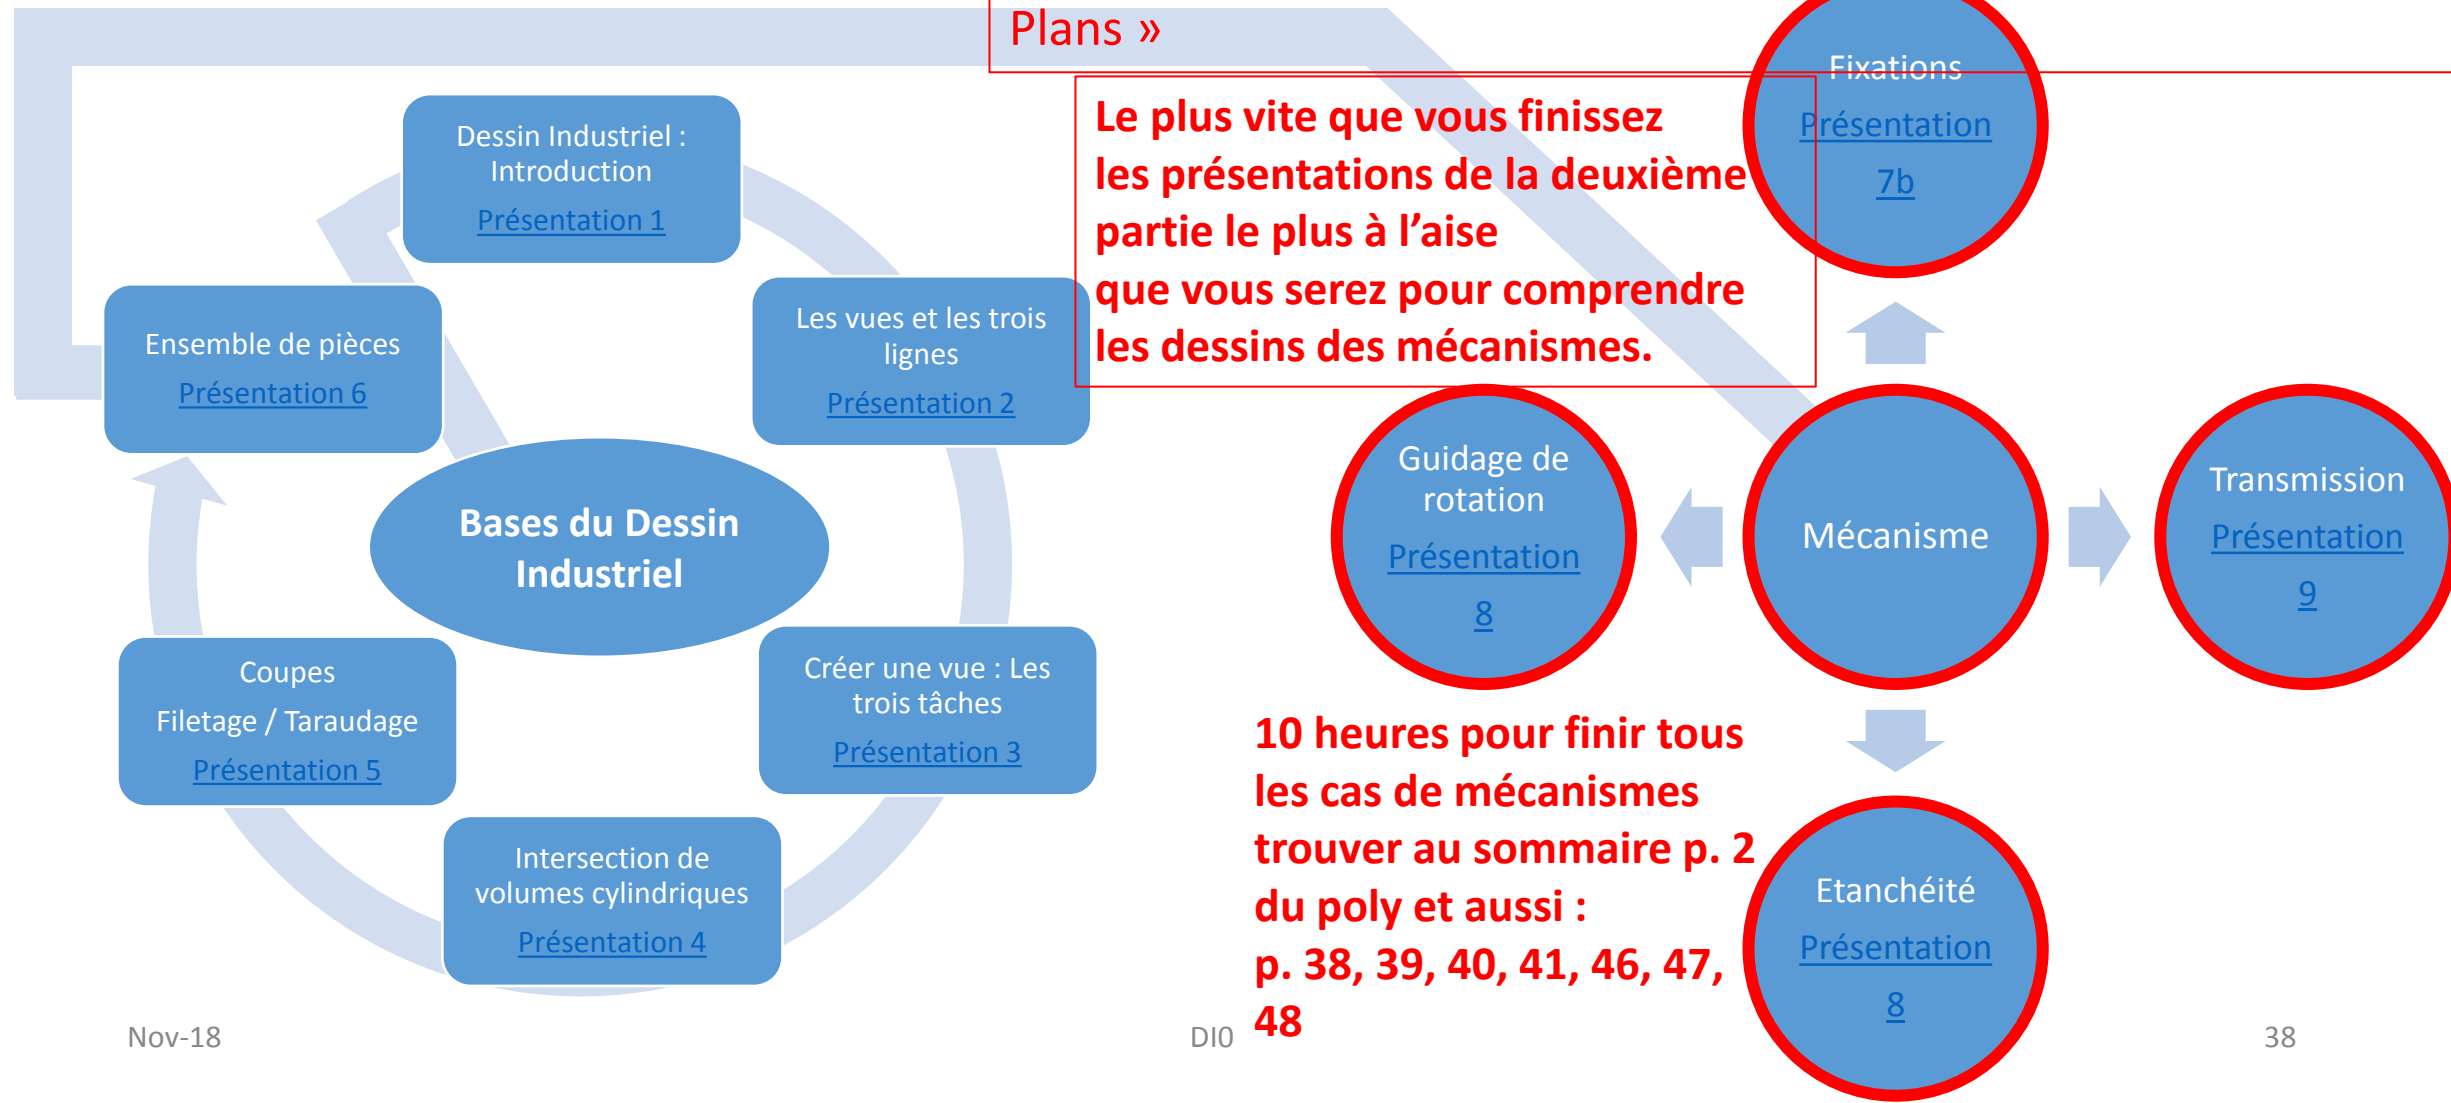 Plans »
Le plus vite que vous finissez
les présentations de la deuxième
partie le plus à l’aise
que vous serez pour comprendre
les dessins des mécanismes.
Dessin Industriel :
Introduction
Présentation 1
Les vues et les trois
lignes
Présentation 2
Créer une vue : Les
trois tâches
Présentation 3
Intersection de
volumes cylindriques
Présentation 4
Coupes
Filetage / Taraudage
Présentation 5
Ensemble de pièces
Présentation 6
Bases du Dessin
Industriel
Fixations
Présentation
7b
Guidage de
rotation
Présentation
8
Mécanisme
Transmission
Présentation
9
Etanchéité
Présentation
8
10 heures pour finir tous
les cas de mécanismes
trouver au sommaire p. 2
du poly et aussi :
p. 38, 39, 40, 41, 46, 47,
48
Nov-18
DI0
38